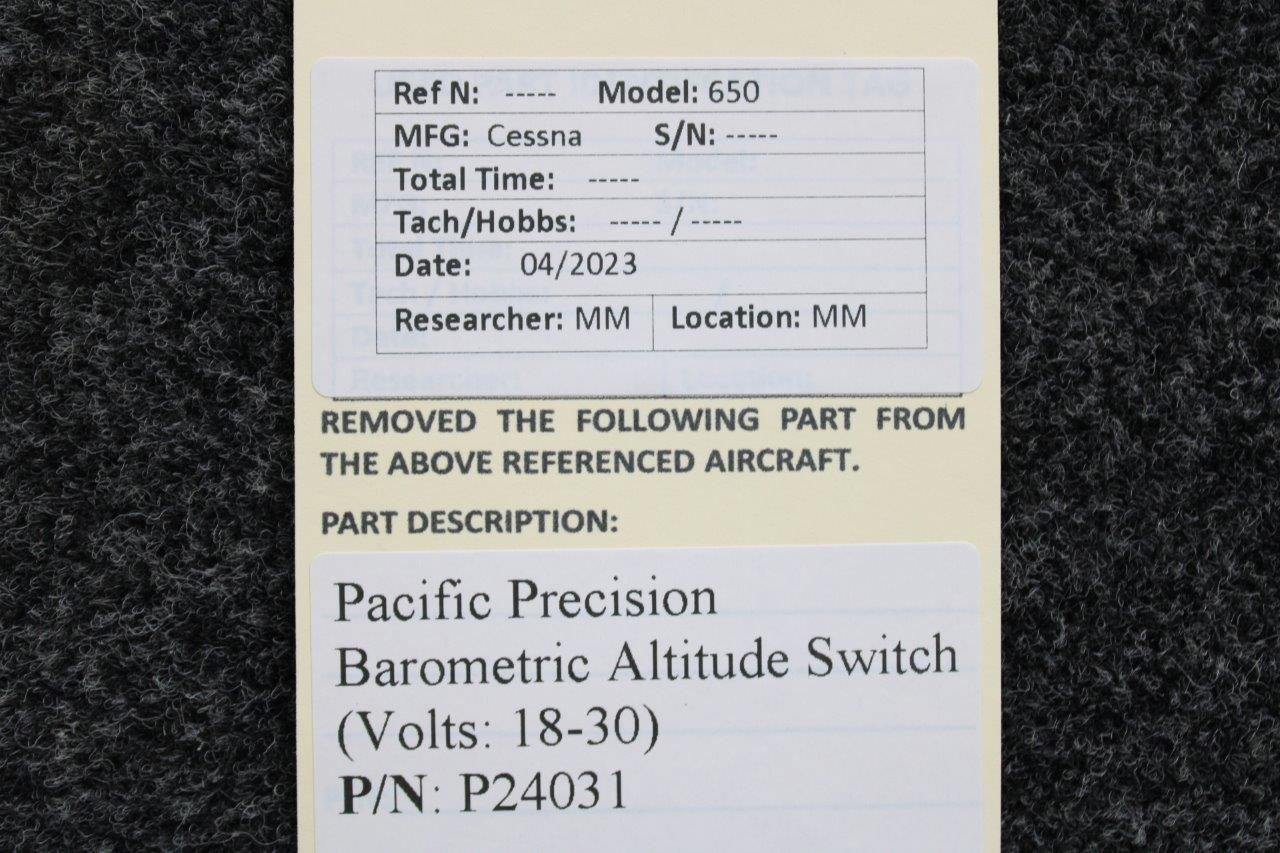 Ref N: ----- Model: 650
MFG: Cessna S/N: -----
Total Time: -----
Tach/Hobbs: ----- / -----
Date: 04/2023
Researcher: MM Location: MM
REMOVED THE FOLLOWING PART FROM
THE ABOVE REFERENCED AIRCRAFT.
PART DESCRIPTION:
Pacific Precision
Barometric Altitude Switch
(Volts: 18-30)
P/N: P24031